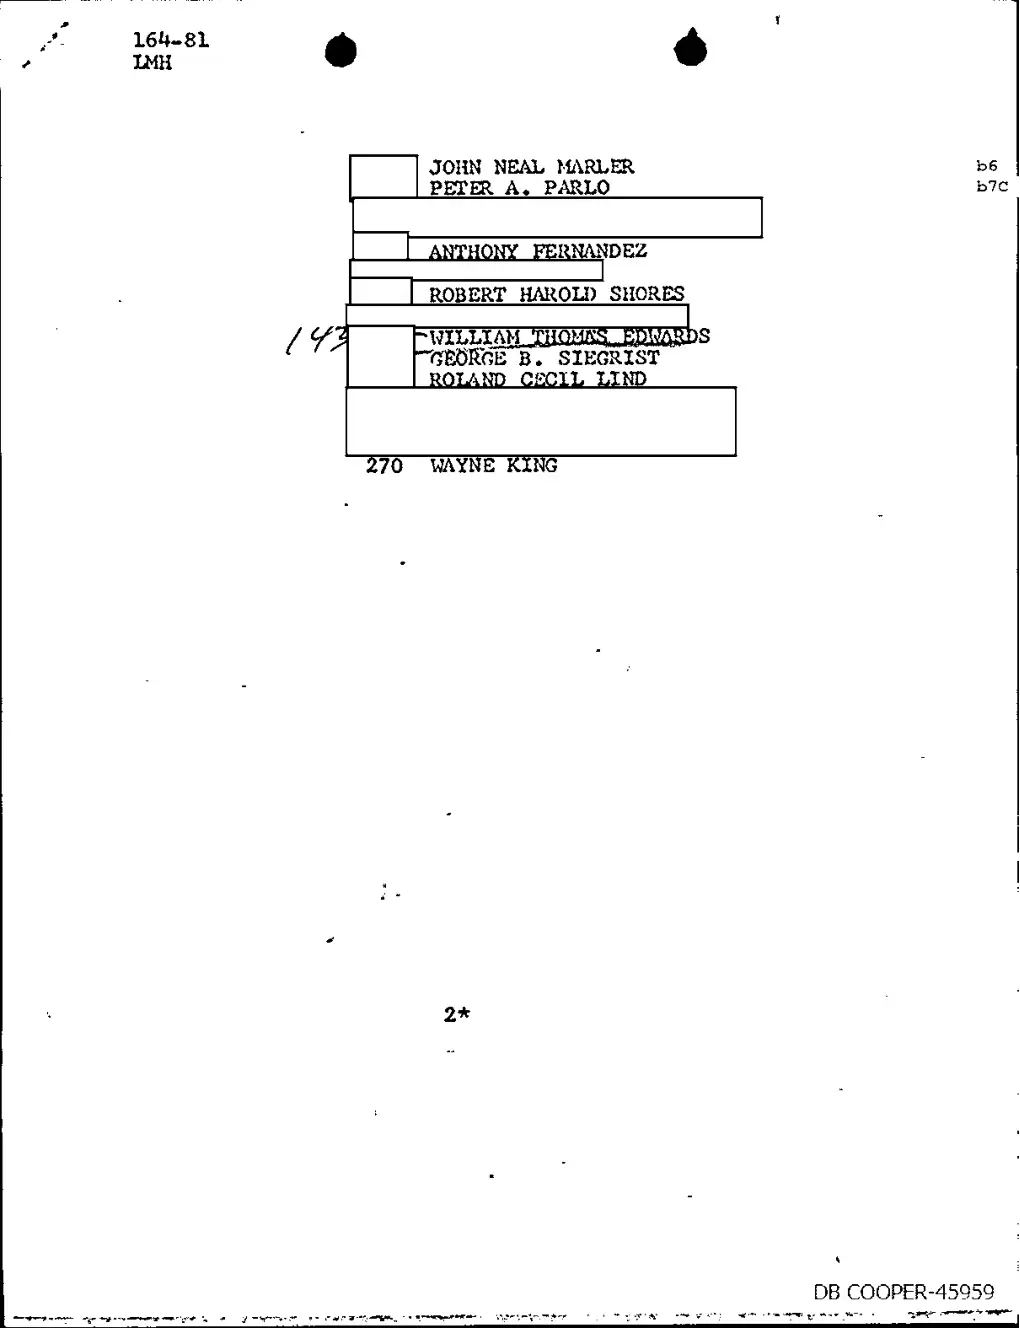 164-81
LMH
JOHN NEAL MARLER
b6
PETER A. PARLO
b7C
ANTHONY FERNANDEZ
ROBERT HAROLD SHORES
143
WILLIAM THOMAS EDWARDS
GEORGE B. SIEGRIST
ROLAND CECIL LIND
270 WAYNE KING
2*
DB COOPER-45959